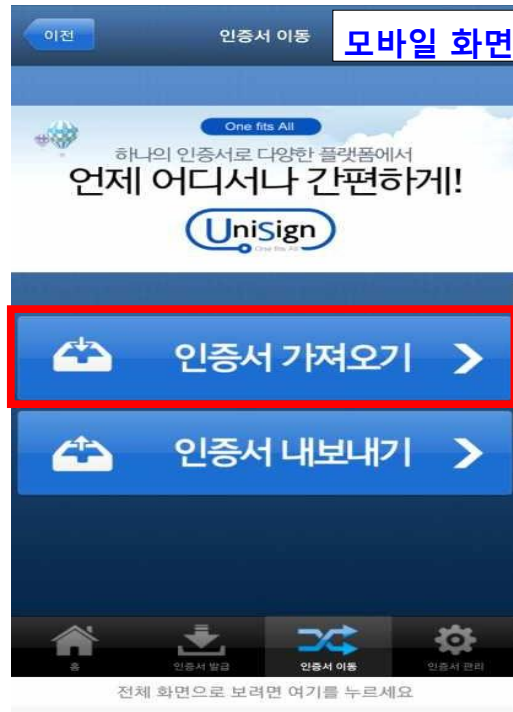 이전
인증서 이동
모바일 화면
One fits All
하나의 인증서로 다양한 플랫폼에서
언제 어디서나 간편하게!
UniSign
One fits All
인증서 가져오기
인증서 내보내기
홈
인증서 발급
인증서 이동
인증서 관리
전체 화면으로 보려면 여기를 누르세요